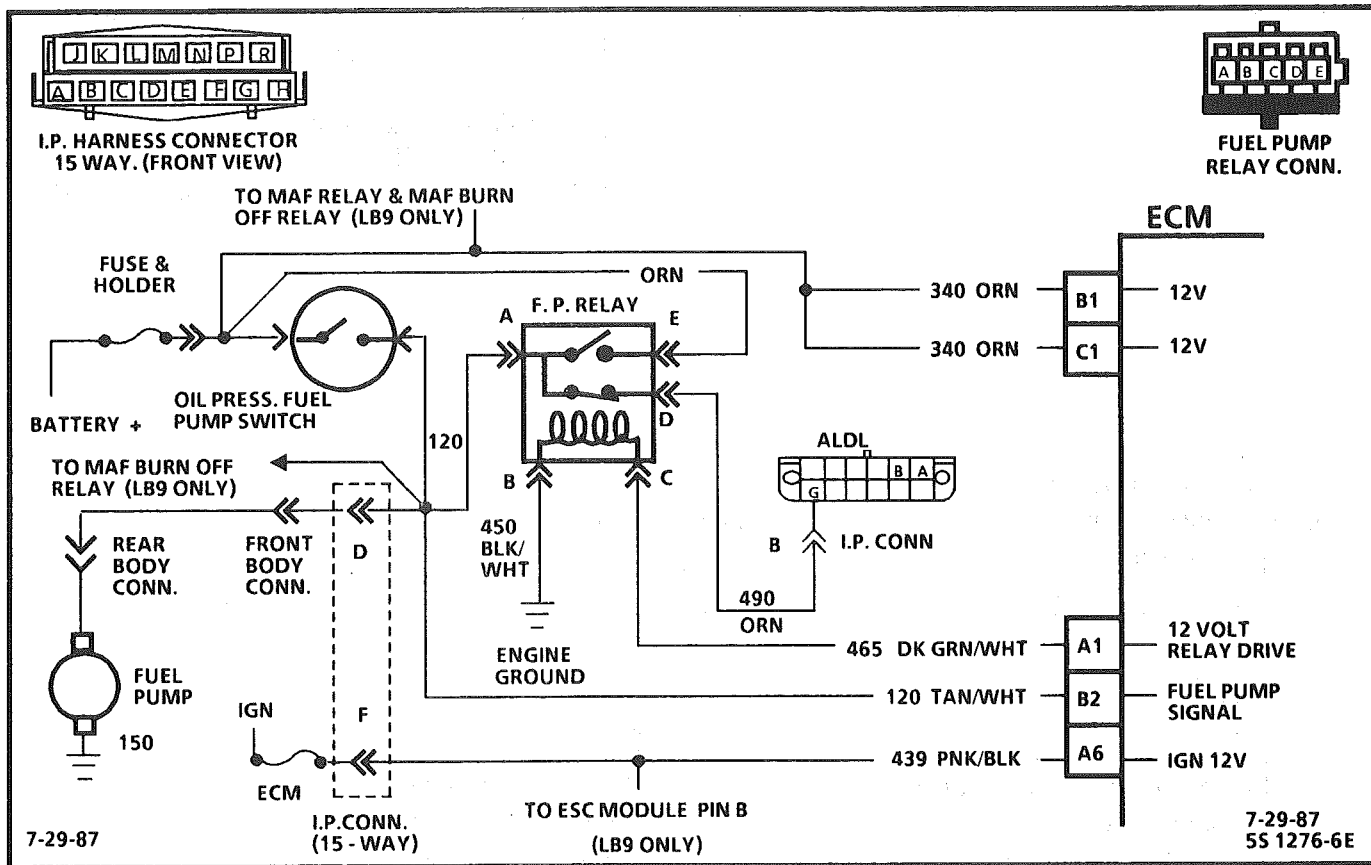 J K L M N P R
A B C D E F G H
I.P. HARNESS CONNECTOR
15 WAY. (FRONT VIEW)
A B C D E
FUEL PUMP
RELAY CONN.
TO MAF RELAY & MAF BURN
OFF RELAY (LB9 ONLY)
ECM
FUSE &
HOLDER
ORN
340 ORN
B1
12V
F. P. RELAY
A
E
340 ORN
C1
12V
BATTERY +
OIL PRESS. FUEL
PUMP SWITCH
D
120
ALDL
B A
G
TO MAF BURN OFF
RELAY (LB9 ONLY)
B
C
450
BLK/
WHT
B
I.P. CONN
REAR
BODY
CONN.
FRONT
BODY
CONN.
D
490
ORN
ENGINE
GROUND
465 DK GRN/WHT
A1
12 VOLT
RELAY DRIVE
FUEL
PUMP
120 TAN/WHT
B2
FUEL PUMP
SIGNAL
150
IGN
F
439 PNK/BLK
A6
IGN 12V
ECM
TO ESC MODULE PIN B
(LB9 ONLY)
I.P.CONN.
(15 - WAY)
7-29-87
7-29-87
5S 1276-6E